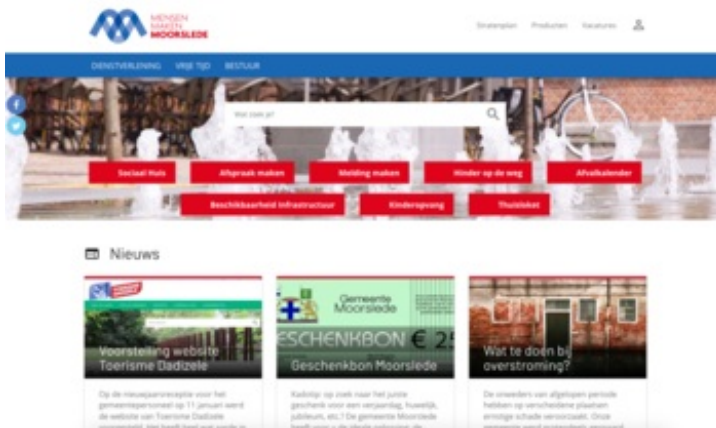 MENSEN
MAKEN
MOORSLEDE
Stratenplan Producten Vacatures
DIENSTVERLENING VRIJE TIJD BESTUUR
Wat zoek je?
Sociaal Huis Afspraak maken Melding maken Hinder op de weg Afvalkalender
Beschikbaarheid Infrastructuur Kinderopvang Thuisloket
Nieuws
Gemeente
Moorslede
ESCHENKBON € 25
Voorstelling website
Toerisme Dadizele
Geschenkbon Moorslede
Wat te doen bij
overstroming?
Op de nieuwjaarsreceptie voor het
gemeentepersoneel op 11 januari werd
de website van Toerisme Dadizele
Kadotip: op zoek naar het juiste
geschenk voor een verjaardag, huwelijk,
jubileum, etc.? De gemeente Moorslede
De onweders van afgelopen periode
hebben op verscheidene plaatsen
ernstige schade veroorzaakt. Onze